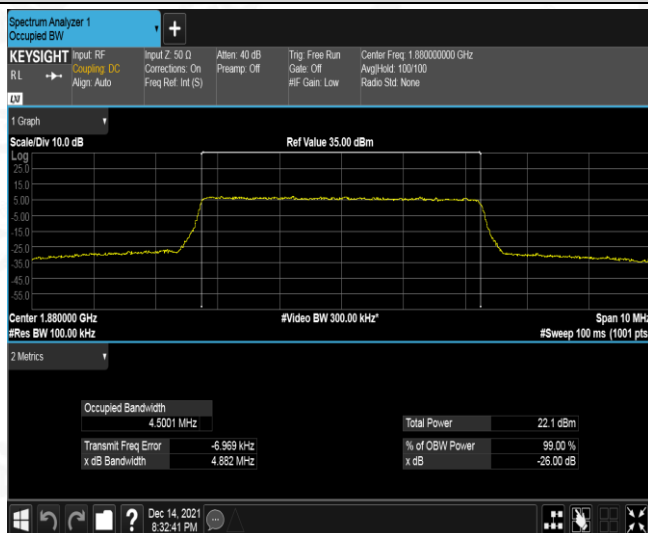 Spectrum Analyzer 1
Occupied BW
KEYSIGHT
RL
Input: RF
Coupling: DC
Align: Auto
Input Z: 50 Ω
Corrections: On
Freq Ref: Int (S)
Atten: 40 dB
Preamp: Off
Trig: Free Run
Gate: Off
#IF Gain: Low
Center Freq: 1.880000000 GHz
Avg|Hold: 100/100
Radio Std: None
LXI
1 Graph
Scale/Div 10.0 dB
Ref Value 35.00 dBm
Log
25.0
15.0
5.00
-5.00
-15.0
-25.0
-35.0
-45.0
-55.0
Center 1.880000 GHz
#Video BW 300.00 kHz*
Span 10 MHz
#Res BW 100.00 kHz
#Sweep 100 ms (1001 pts
2 Metrics
Occupied Bandwidth
4.5001 MHz
Total Power 22.1 dBm
Transmit Freq Error -6.969 kHz
% of OBW Power 99.00 %
x dB Bandwidth 4.882 MHz
x dB -26.00 dB
?
Dec 14, 2021
8:32:41 PM